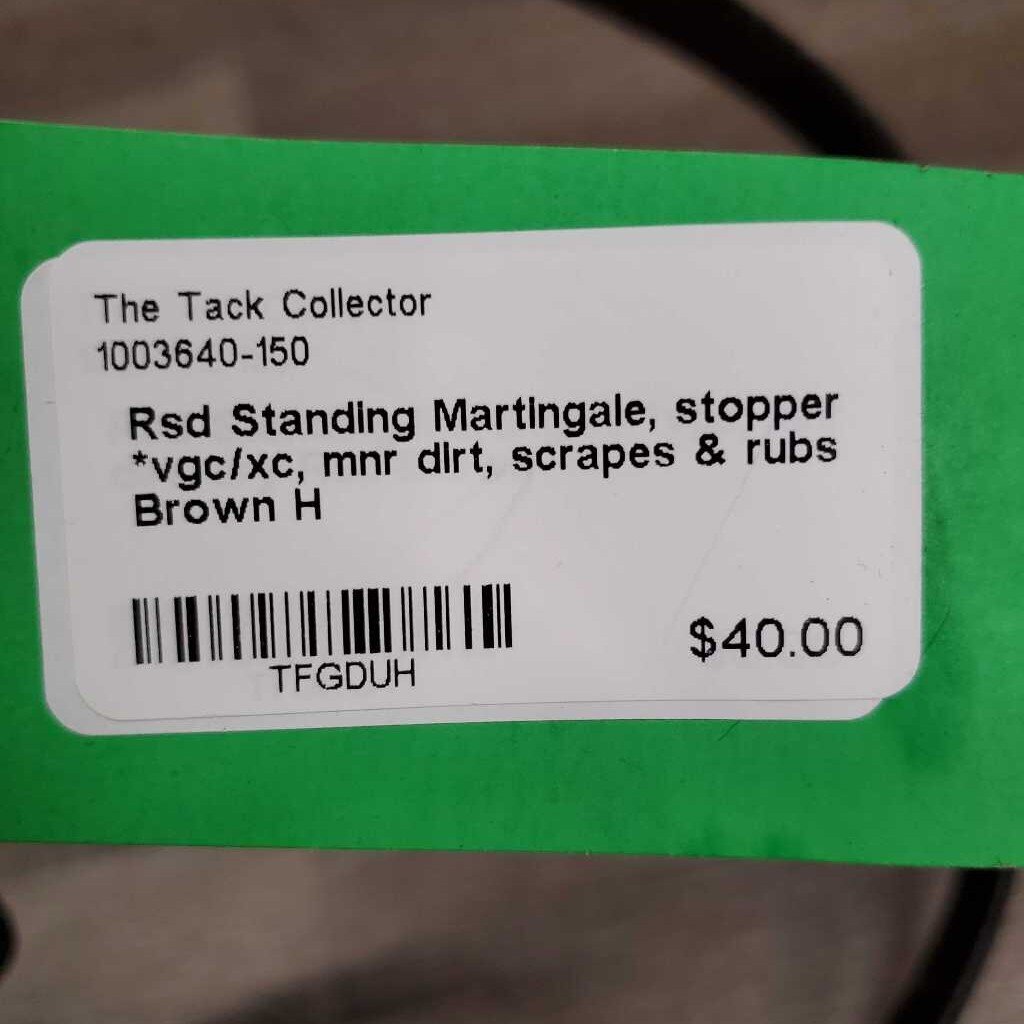 The Tack Collector
1003640-150
Rsd Standing Martingale, stopper
*vgc/xc, mnr dirt, scrapes & rubs
Brown H
TFGDUH
$40.00